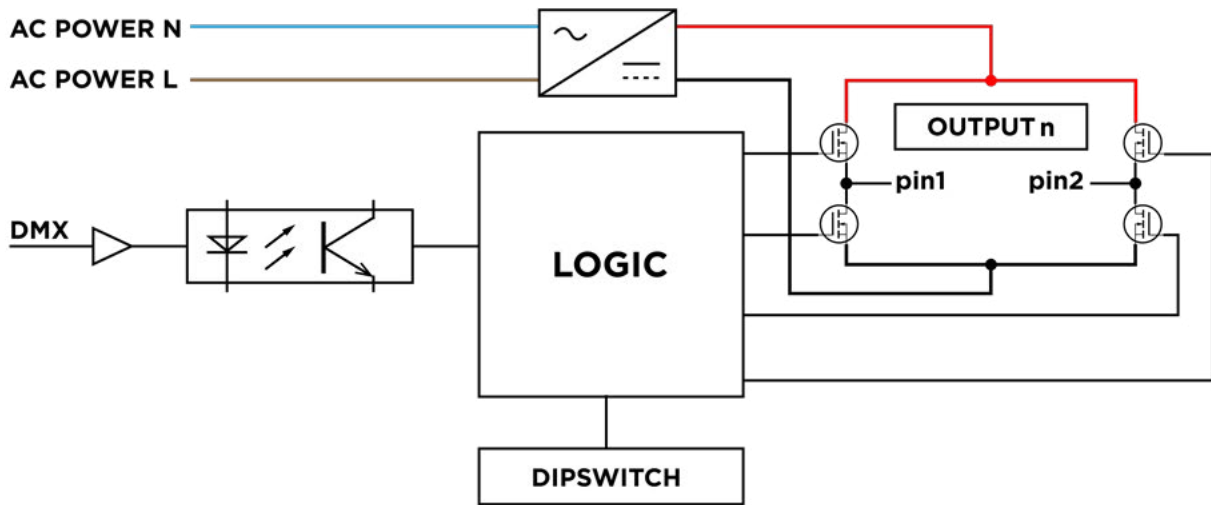 AC POWER N
AC POWER L
OUTPUT n
pin1
pin2
DMX
LOGIC
DIPSWITCH